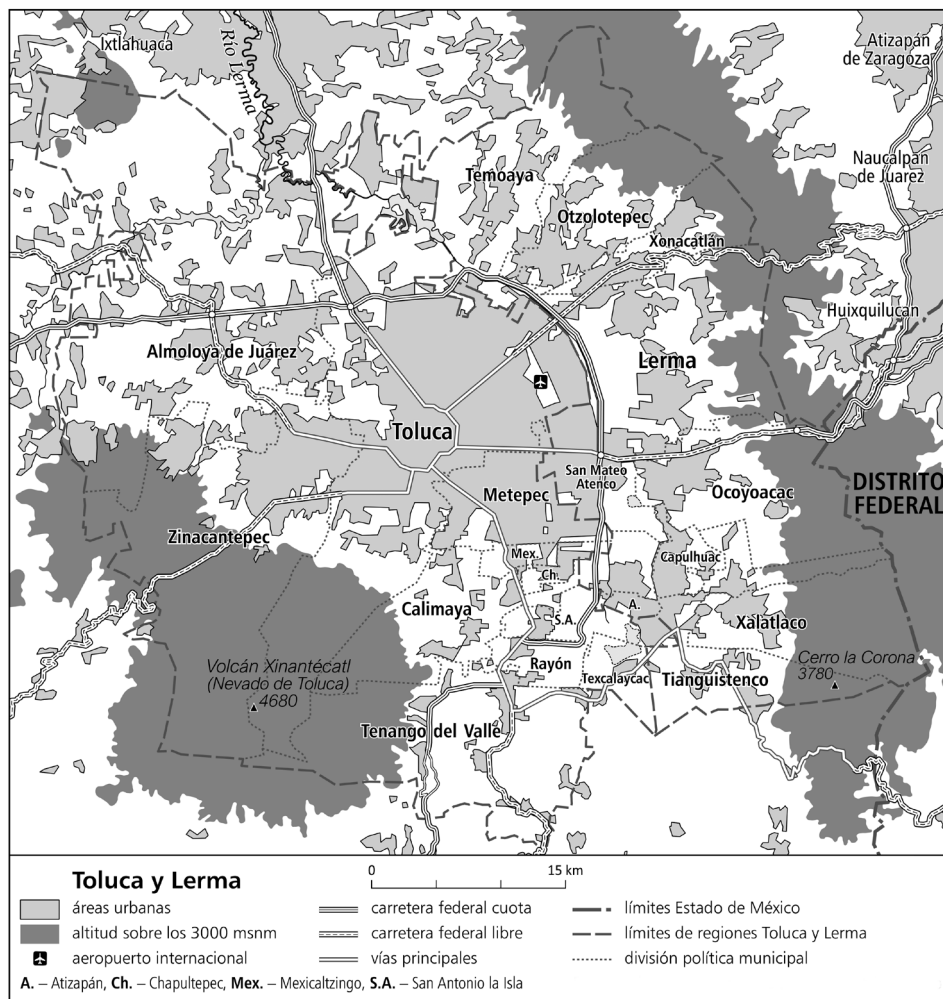 Ixtlahuaca
Río Lerma
Atizapán
de Zaragoza
Naucalpan
de Juarez
Temoaya
Otzolotepec
Xonacatlán
Huixquilucan
Almoloya de Juárez
Lerma
Toluca
San Mateo
Atenco
Metepec
Ocoyoacac
DISTRITO
FEDERAL
Zinacantepec
Mex.
Ch.
Capulhuac
Calimaya
A.
S.A.
Xalatlaco
Rayón
Volcán Xinantécatl
(Nevado de Toluca)
4680
Texcalaycac
Tianguistenco
Cerro la Corona
3780
Tenango del Valle
Toluca y Lerma
0 15 km
áreas urbanas
altitud sobre los 3000 msnm
aeropuerto internacional
carretera federal cuota
carretera federal libre
vías principales
límites Estado de México
límites de regiones Toluca y Lerma
división política municipal
A. – Atizapán, Ch. – Chapultepec, Mex. – Mexicaltzingo, S.A. – San Antonio la Isla